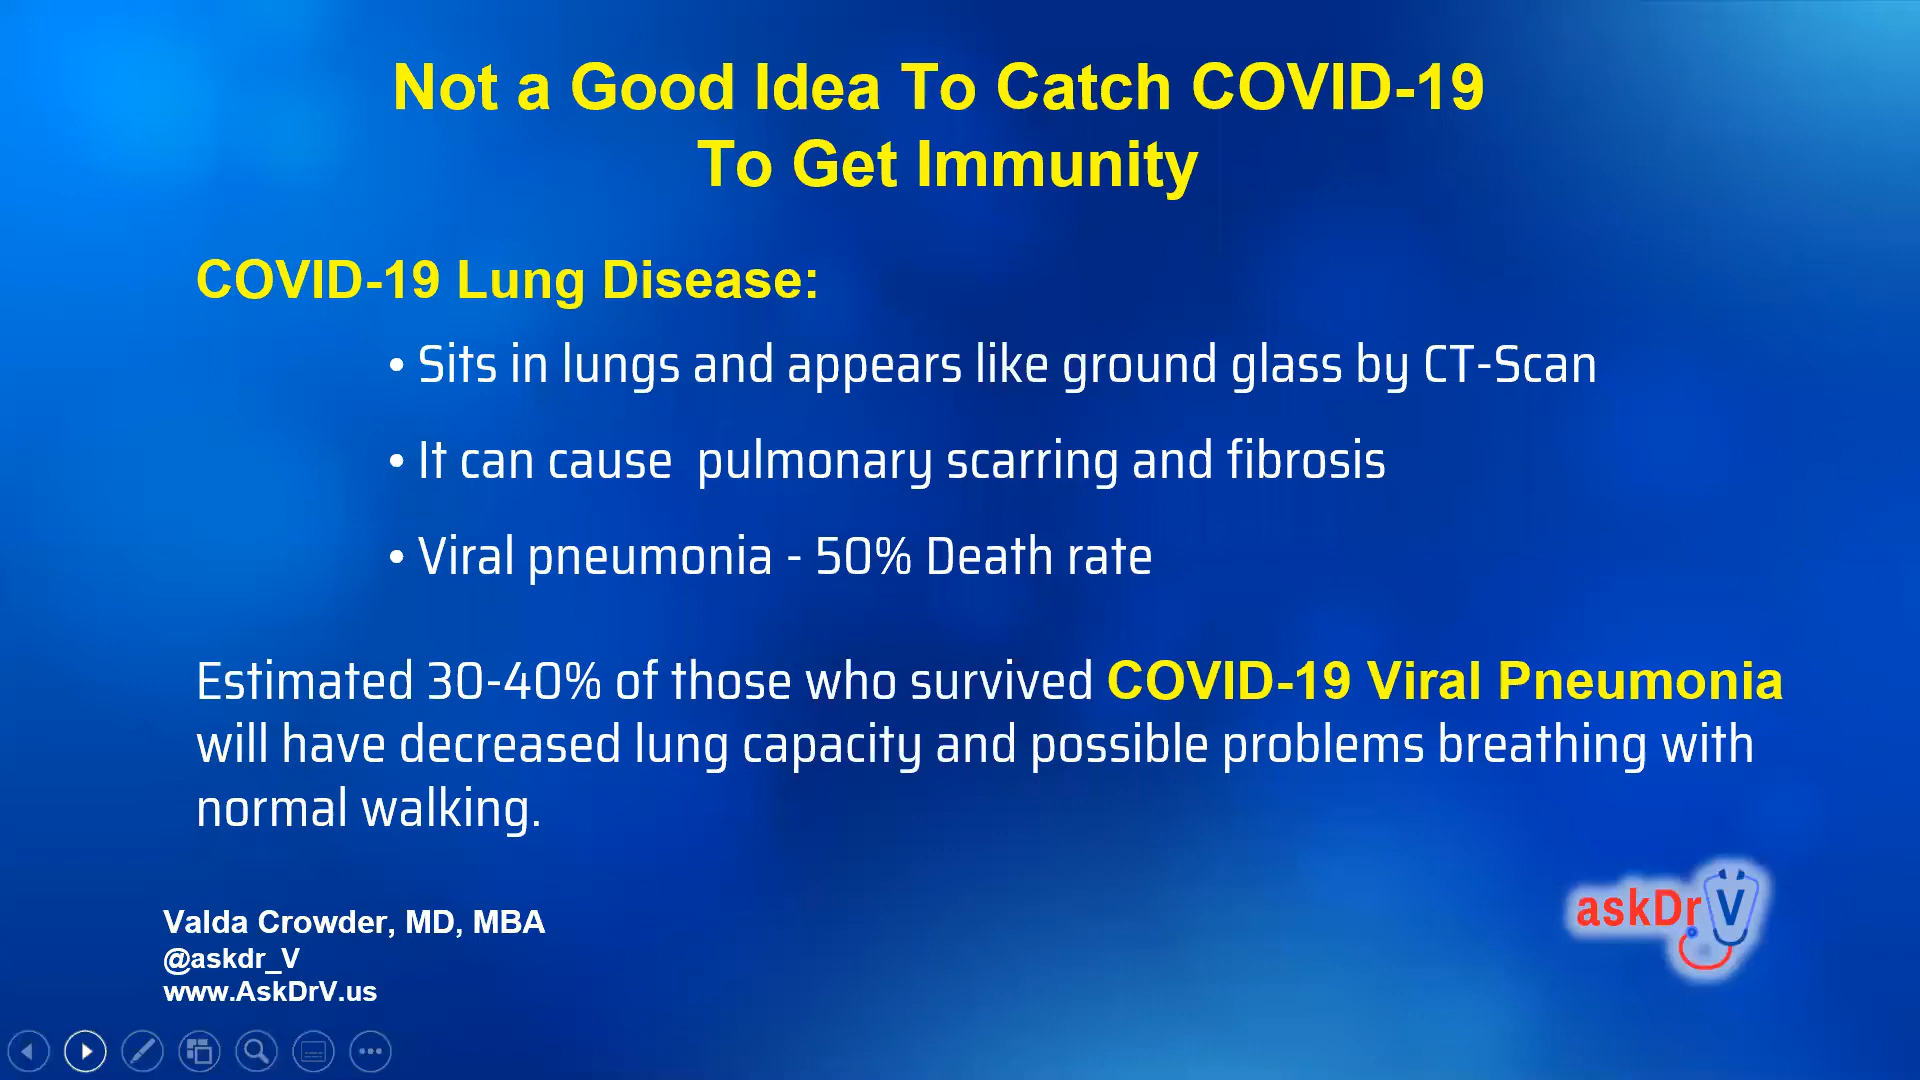 Not a Good Idea To Catch COVID-19
To Get Immunity
COVID-19 Lung Disease:
• Sits in lungs and appears like ground glass by CT-Scan
• It can cause  pulmonary scarring and fibrosis
• Viral pneumonia - 50% Death rate
Estimated 30-40% of those who survived COVID-19 Viral Pneumonia
will have decreased lung capacity and possible problems breathing with
normal walking.
Valda Crowder, MD, MBA
@askdr_V
www.AskDrV.us
askDrV